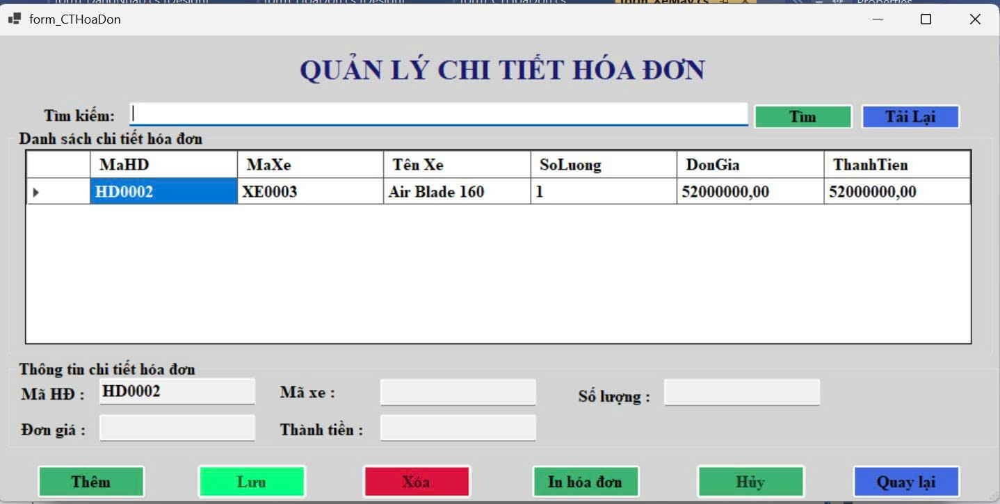 form_CTHoaDon
QUẢN LÝ CHI TIẾT HÓA ĐƠN
Tìm kiếm: Tìm Tải Lại
Danh sách chi tiết hóa đơn
MaHD MaXe Tên Xe SoLuong DonGia ThanhTien
HD0002 XE0003 Air Blade 160 1 52000000,00 52000000,00
Thông tin chi tiết hóa đơn
Mã HĐ : HD0002 Mã xe : Số lượng :
Đơn giá : Thành tiền :
Thêm Lưu Xóa In hóa đơn Hủy Quay lại